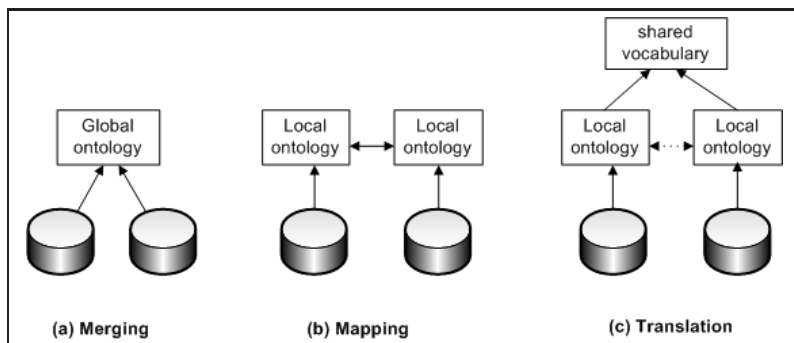 shared
vocabulary
Global
ontology
Local
ontology
Local
ontology
Local
ontology
Local
ontology
(a) Merging
(b) Mapping
(c) Translation